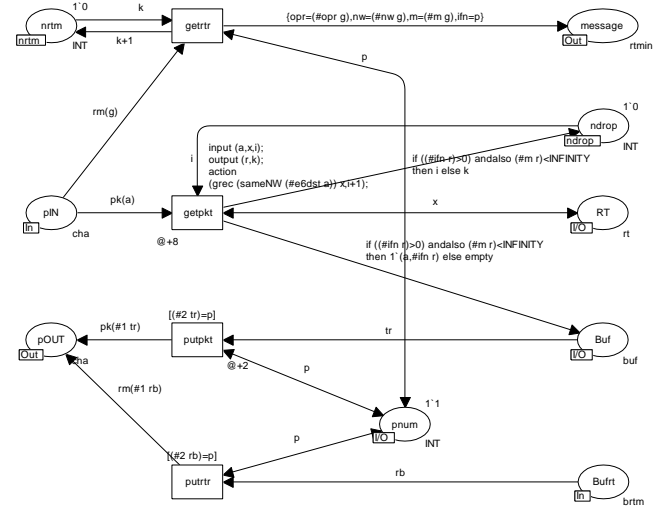 1`0
nrtm
nrtm
INT
k
k+1
getrtr
{opr=(#opr g),nw=(#nw g),m=(#m g),ifn=p}
message
Out
rtmin
p
rm(g)
1`0
ndrop
ndrop
INT
i
input (a,x,i);
output (r,k);
action
(grec (sameNW (#e6dst a)) x,i+1);
if ((#ifn r)>0) andalso (#m r)<INFINITY
then i else k
pIN
In
cha
pk(a)
getpkt
@+8
x
RT
I/O
rt
if ((#ifn r)>0) andalso (#m r)<INFINITY
then 1`(a,#ifn r) else empty
[(#2 tr)=p]
pOUT
Out
cha
pk(#1 tr)
putpkt
@+2
tr
Buf
I/O
buf
p
rm(#1 rb)
1`1
pnum
I/O
INT
p
[(#2 rb)=p]
putrtr
rb
Bufrt
In
brtm